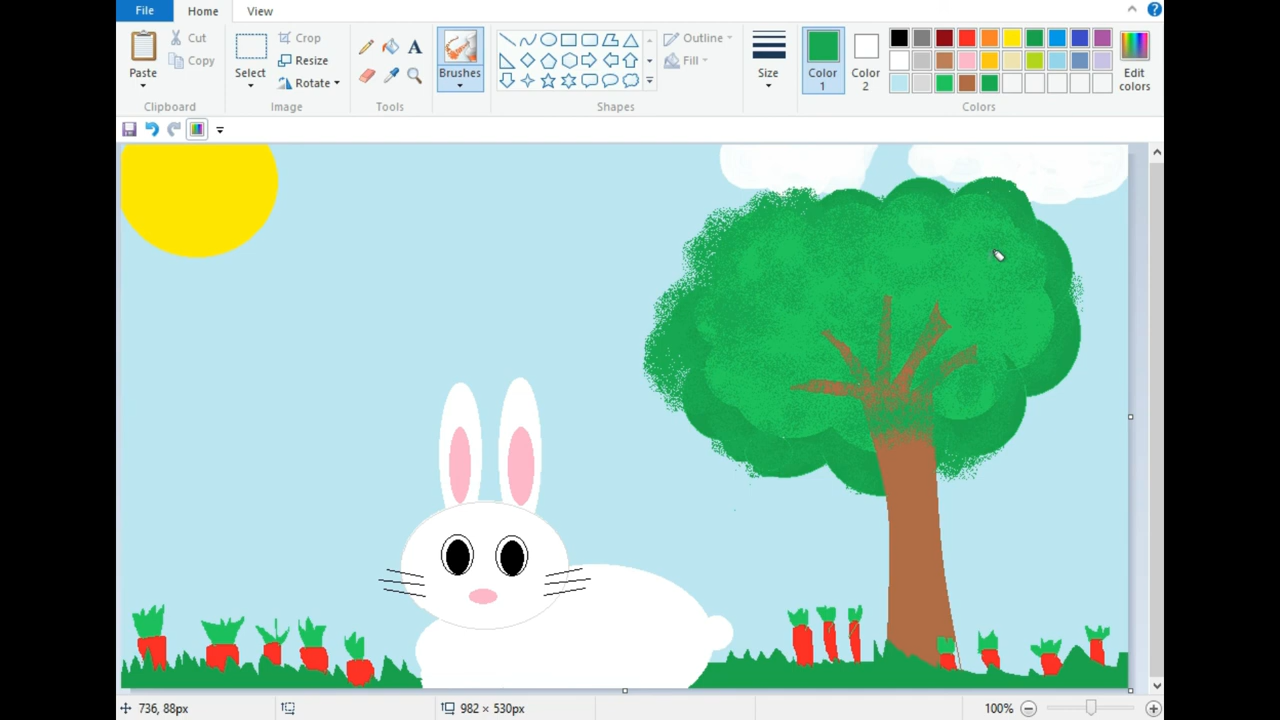 File Home View
Paste Cut Copy Clipboard
Select Crop Resize Rotate Image
A Tools
Brushes
Shapes Outline Fill
Size
Color 1 Color 2 Edit colors Colors
736, 88px 982 × 530px 100%